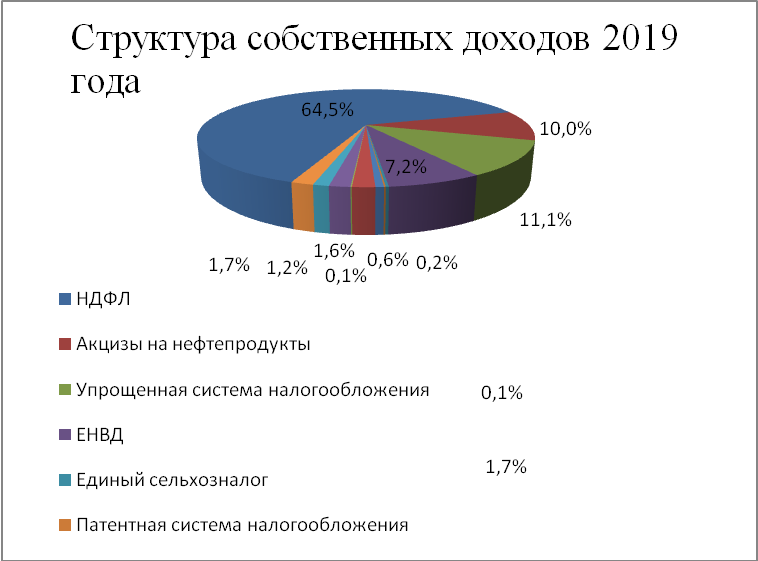 Структура собственных доходов 2019
года
64,5%
10,0%
7,2%
11,1%
1,7%
1,2%
1,6%
0,1%
0,6%
0,2%
НДФЛ
Акцизы на нефтепродукты
Упрощенная система налогообложения
0,1%
ЕНВД
1,7%
Единый сельхозналог
Патентная система налогообложения